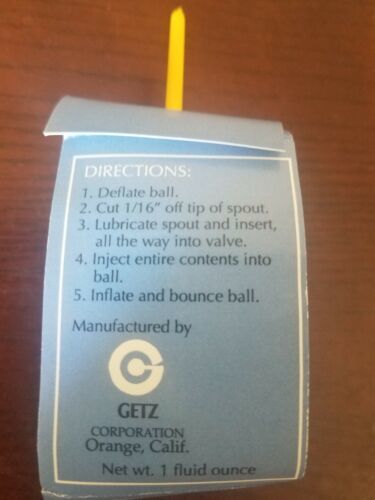 DIRECTIONS:
1. Deflate ball.
2. Cut 1/16" off tip of spout.
3. Lubricate spout and insert,
all the way into valve.
4. Inject entire contents into
ball.
5. Inflate and bounce ball.
Manufactured by
GETZ
CORPORATION
Orange, Calif.
Net wt. 1 fluid ounce